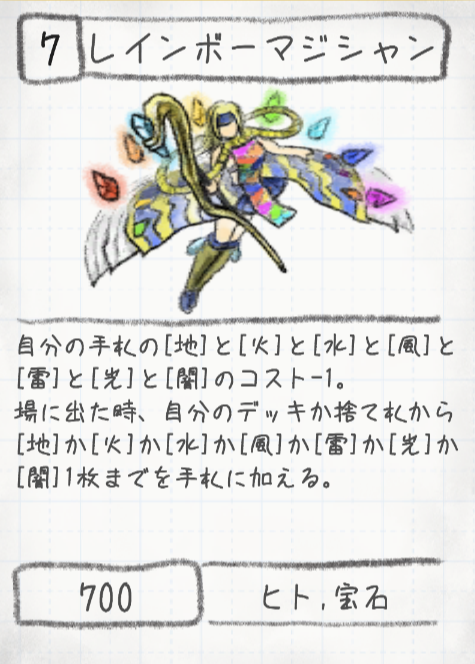 7 レインボーマジシャン
自分の手札の[地]と[火]と[水]と[風]と
[雷]と[光]と[闇]のコスト-1。
場に出た時、自分のデッキか捨て札から
[地]か[火]か[水]か[風]か[雷]か[光]か
[闇]1枚までを手札に加える。
700 ヒト,宝石